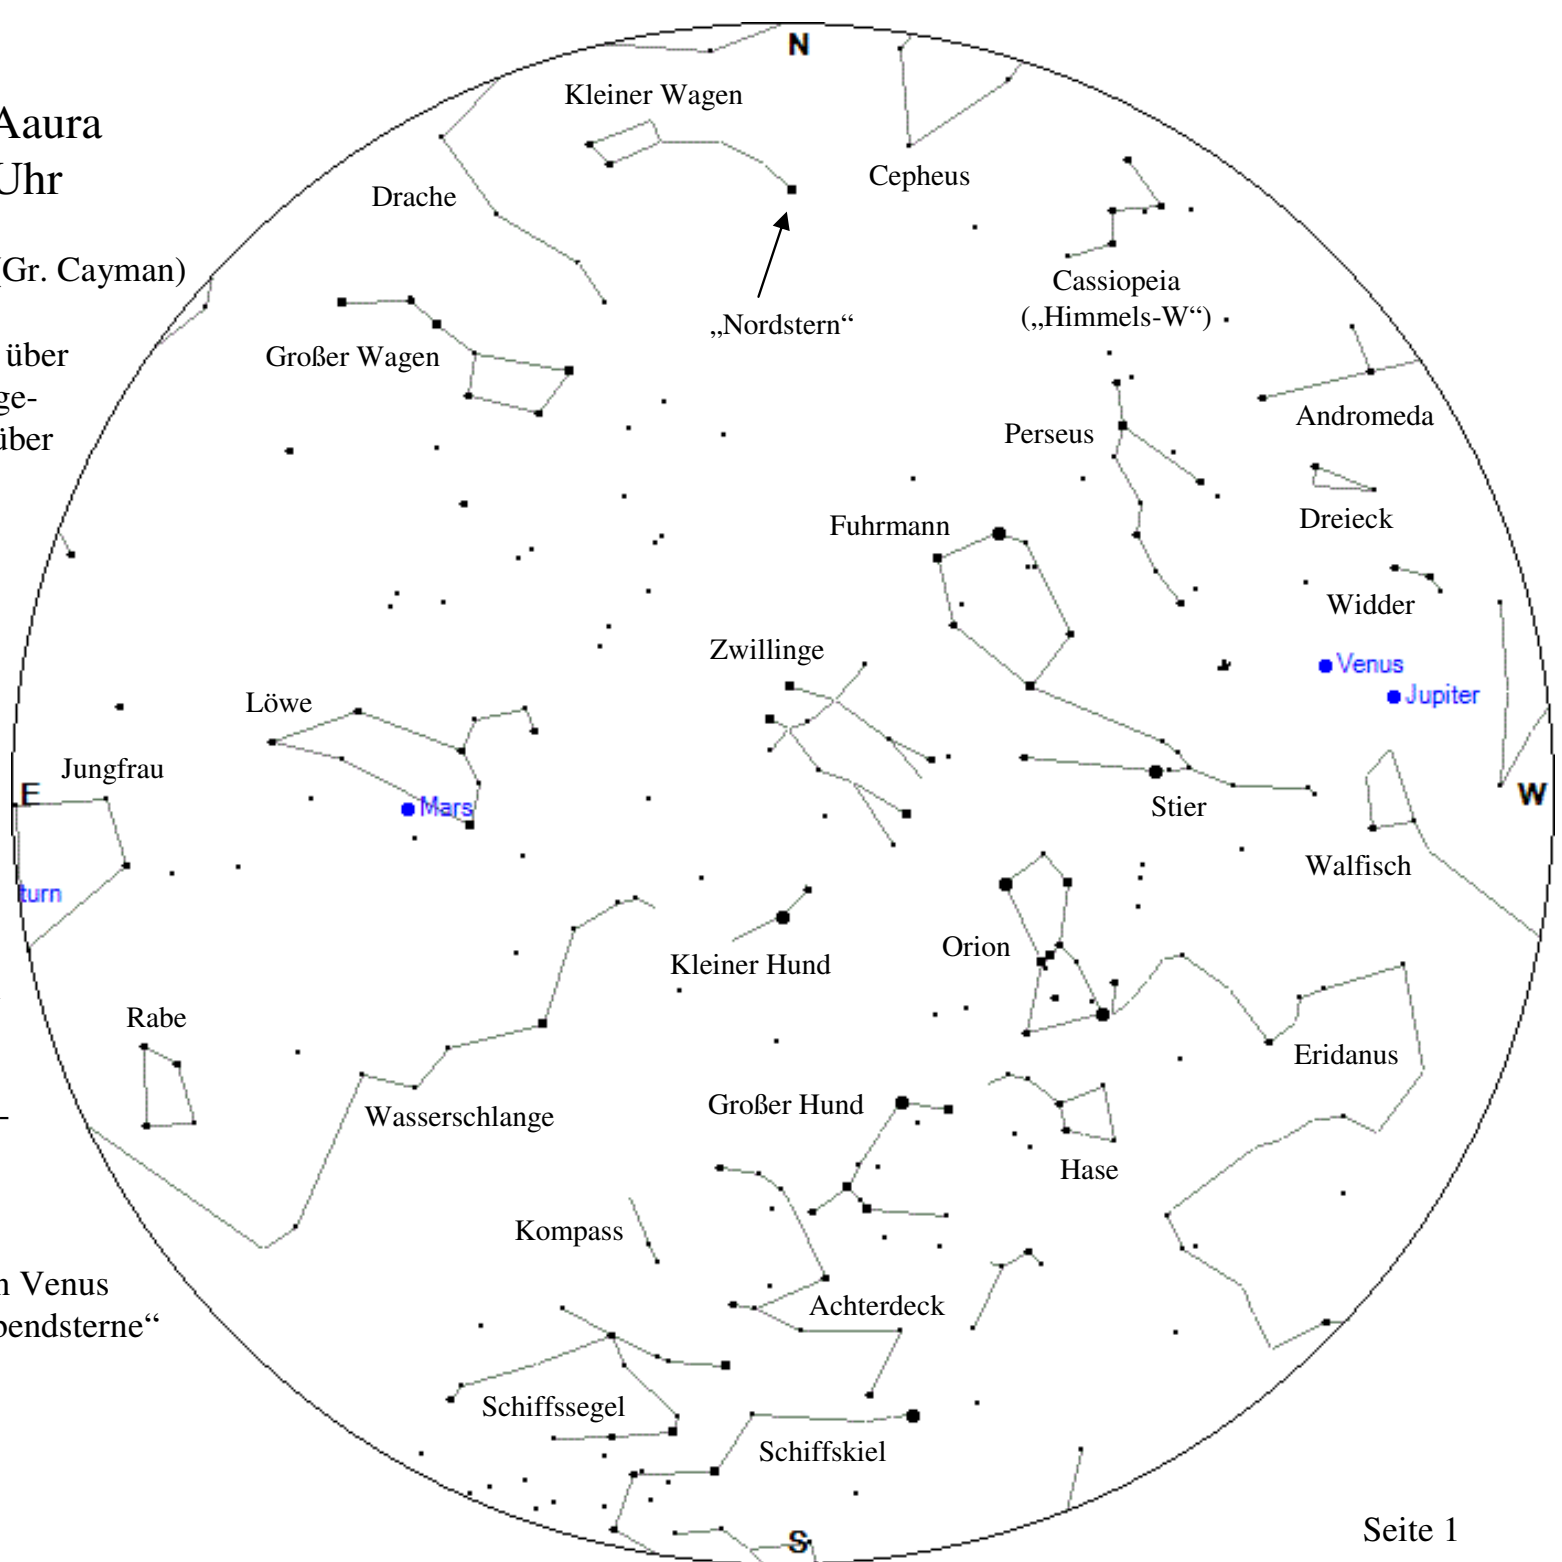 N
Kleiner Wagen
Aaura
Uhr
Cepheus
Drache
(Gr. Cayman)
Cassiopeia
(„Himmels-W“)
„Nordstern“
über
Großer Wagen
ge-
über
Andromeda
Perseus
Dreieck
Fuhrmann
Widder
Zwillinge
Venus
Jupiter
Löwe
Jungfrau
E
Mars
Stier
W
Walfisch
turn
Orion
Kleiner Hund
Rabe
Eridanus
Großer Hund
Wasserschlange
-
Hase
Kompass
n Venus
Achterdeck
bendsterne“
Schiffssegel
Schiffskiel
S
Seite 1